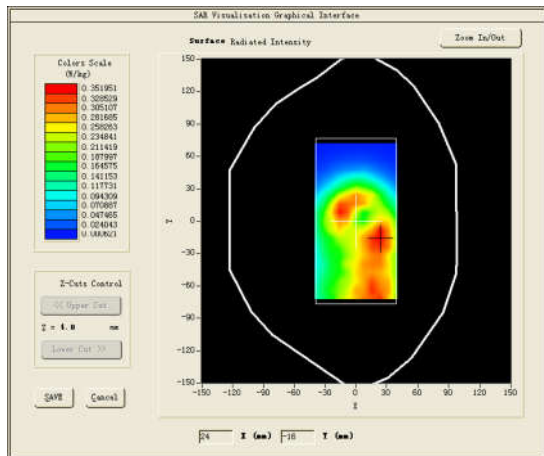 SAR Visualisation Graphical Interface
Surface Radiated Intensity
Zoom In/Out
Colors Scale
(W/kg)
0.351951
0.328529
0.305107
0.281685
0.258263
0.234841
0.211419
0.187997
0.164575
0.141153
0.117731
0.094309
0.070887
0.047465
0.024043
0.000621
Z-Cuts Control
<< Upper Cut
Z = 4.0 mm
Lower Cut >>
SAVE
Cancel
150
120
90
60
30
0
-30
-60
-90
-120
-150
Y
-150 -120 -90 -60 -30 0 30 60 90 120 150
X
24 X (mm) -16 Y (mm)